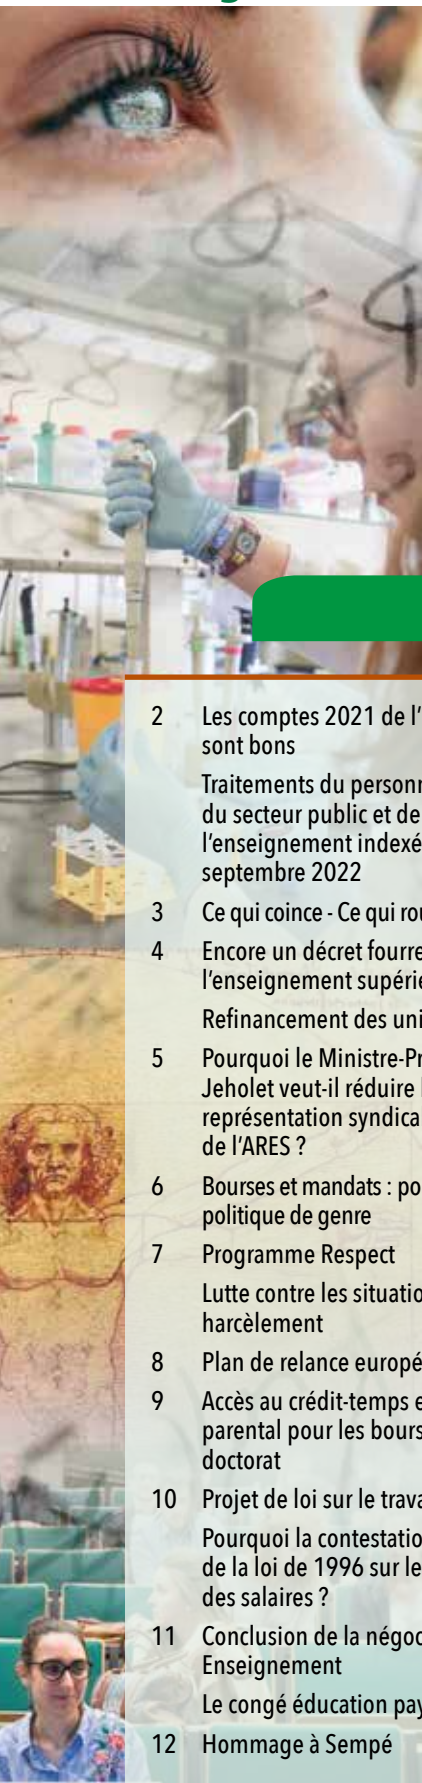 2 Les comptes 2021 de l'
sont bons
Traitements du personn
du secteur public et de
l'enseignement indexé
septembre 2022
3 Ce qui coince - Ce qui rou
4 Encore un décret fourre
l'enseignement supérie
Refinancement des uni
5 Pourquoi le Ministre-Pr
Jeholet veut-il réduire
représentation syndica
de l'ARES ?
6 Bourses et mandats : po
politique de genre
7 Programme Respect
Lutte contre les situatio
harcèlement
8 Plan de relance europé
9 Accès au crédit-temps e
parental pour les bours
doctorat
10 Projet de loi sur le trava
Pourquoi la contestatio
de la loi de 1996 sur le
des salaires ?
11 Conclusion de la négoc
Enseignement
Le congé éducation pay
12 Hommage à Sempé